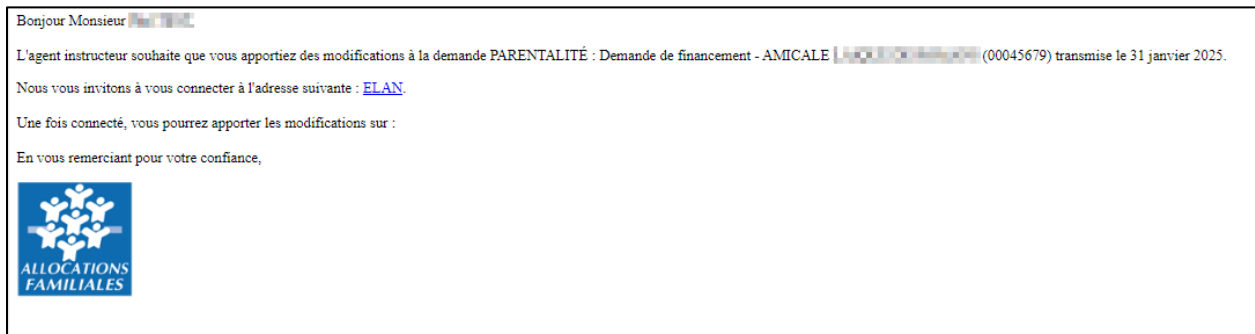 Bonjour Monsieur
L'agent instructeur souhaite que vous apportiez des modifications à la demande PARENTALITÉ : Demande de financement - AMICALE (00045679) transmise le 31 janvier 2025.
Nous vous invitons à vous connecter à l'adresse suivante : ELAN.
Une fois connecté, vous pourrez apporter les modifications sur :
En vous remerciant pour votre confiance,
ALLOCATIONS
FAMILIALES